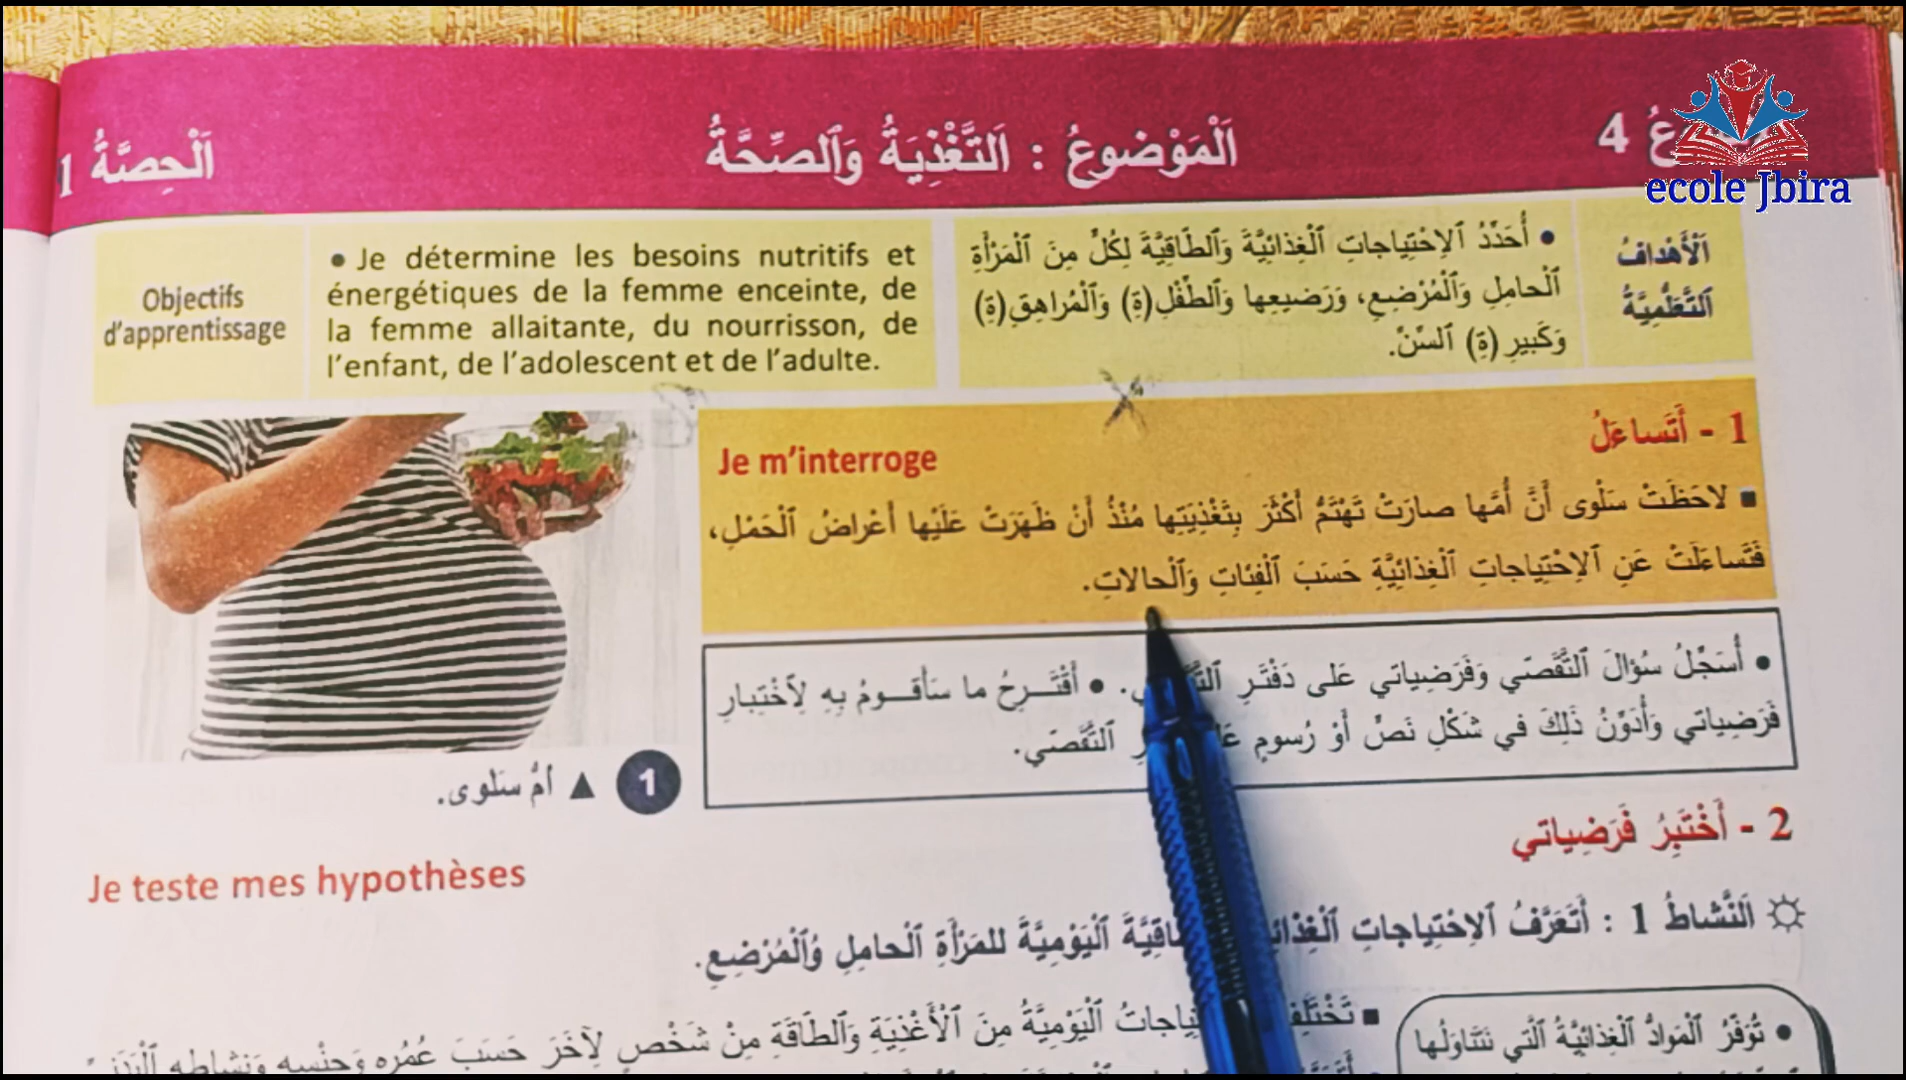 4
ecole Jbira
اَلْمَوْضوعُ : اَلتَّغْذِيَةُ وَٱلصِّحَّةُ
اَلْحِصَّةُ 1
اَلْأَهْدافُ
ٱلتَّعَلُّمِيَّةُ
• أُحَدِّدُ ٱلِاحْتِياجاتِ ٱلْغِذائِيَّةَ وَٱلطّاقِيَّةَ لِكُلٍّ مِنَ ٱلْمَرْأَةِ
ٱلْحامِلِ وَٱلْمُرْضِعِ، وَرَضيعِها وَٱلطِّفْلِ(ةِ) وَٱلْمُراهِقِ(ةِ)
وَكَبيرِ(ةِ) ٱلسِّنِّ.
Objectifs
d'apprentissage
• Je détermine les besoins nutritifs et
énergétiques de la femme enceinte, de
la femme allaitante, du nourrisson, de
l'enfant, de l'adolescent et de l'adulte.
1 - أَتَساءَلُ
Je m'interroge
▪ لاحَظَتْ سَلْوى أَنَّ أُمَّها صارَتْ تَهْتَمُّ أَكْثَرَ بِتَغْذِيَتِها مُنْذُ أَنْ ظَهَرَتْ عَلَيْها أَعْراضُ ٱلْحَمْلِ،
فَتَساءَلَتْ عَنِ ٱلِاحْتِياجاتِ ٱلْغِذائِيَّةِ حَسَبَ ٱلْفِئاتِ وَٱلْحالاتِ.
• أُسَجِّلُ سُؤالَ ٱلتَّقَصّي وَفَرَضِياتي عَلى دَفْتَرِ . • أَقْتَـرِحُ ما سَأَقـومُ بِهِ لِٱخْتِبارِ
فَرَضِياتي وَأُدَوِّنُ ذَلِكَ في شَكْلِ نَصٍّ أَوْ رُسومٍ ٱلتَّقَصّي.
1 ▲ أُمُّ سَلْوى.
2 - أَخْتَبِرُ فَرَضِياتي
Je teste mes hypothèses
اَلنَّشاطُ 1 : أَتَعَرَّفُ ٱلِاحْتِياجاتِ ٱلْيَوْمِيَّةَ لِلمَرْأَةِ ٱلْحامِلِ وَٱلْمُرْضِعِ.
• تُوَفِّرُ ٱلْمَوادُّ ٱلْغِذائِيَّةُ ٱلَّتي نَتَناوَلُها
▪ ٱلْيَوْمِيَّةُ مِنَ ٱلْأَغْذِيَةِ وَٱلطّاقَةِ مِنْ شَخْصٍ لِآخَرَ حَسَبَ عُمُرِهِ وَجِنْسِهِ وَنَشاطِهِ